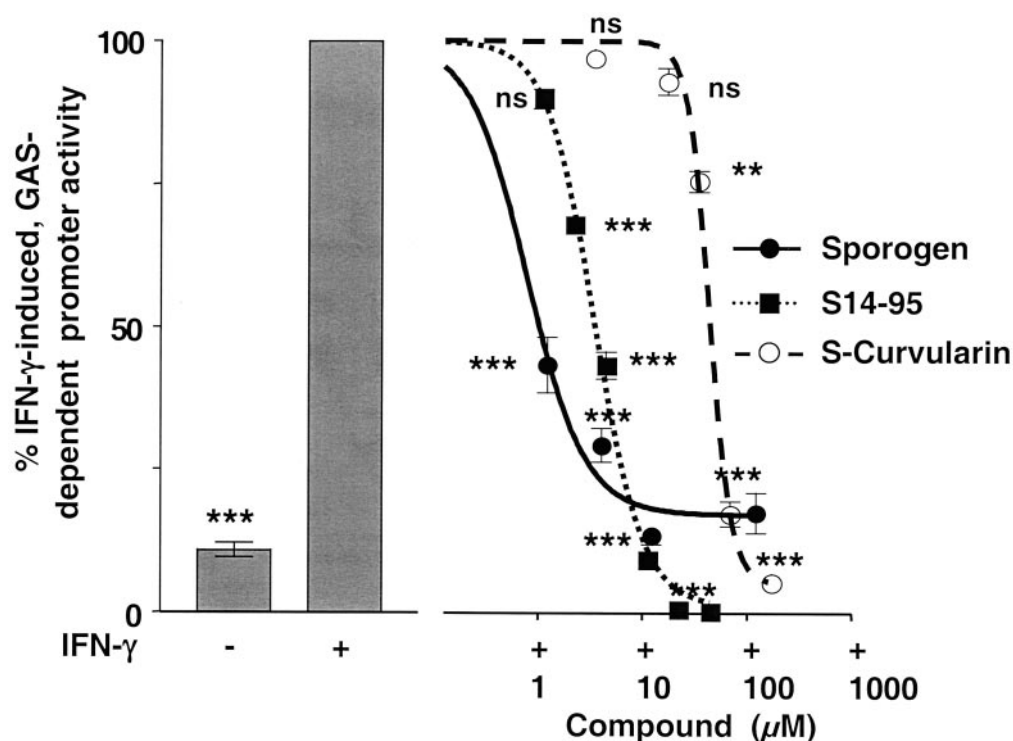 % IFN-γ-induced, GAS-
dependent promoter activity
100
50
0
***
IFN-γ - +
ns
ns
ns
**
***
***
***
***
***
***
***
***
Sporogen
S14-95
S-Curvularin
+ + + +
1 10 100 1000
Compound (µM)